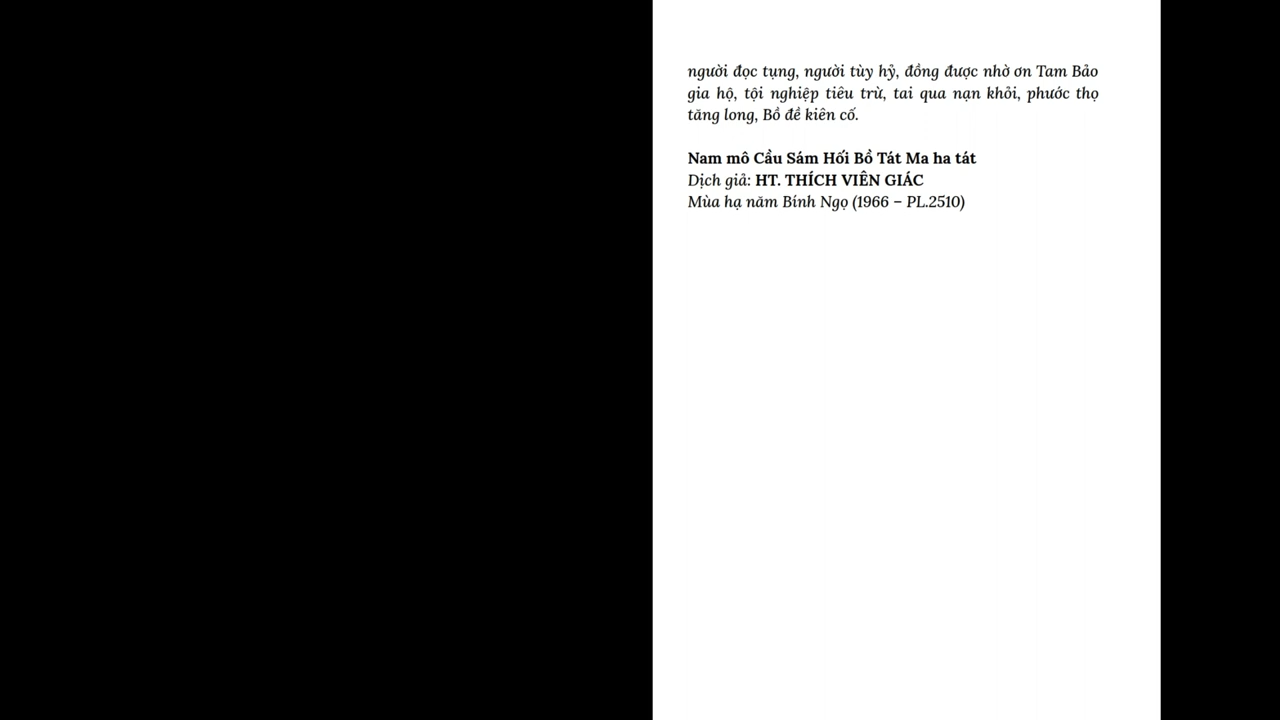 người đọc tụng, người tùy hỷ, đồng được nhờ ơn Tam Bảo
gia hộ, tội nghiệp tiêu trừ, tai qua nạn khỏi, phước thọ
tăng long, Bồ đề kiên cố.
Nam mô Cầu Sám Hối Bồ Tát Ma ha tát
Dịch giả: HT. THÍCH VIÊN GIÁC
Mùa hạ năm Bính Ngọ (1966 – PL.2510)